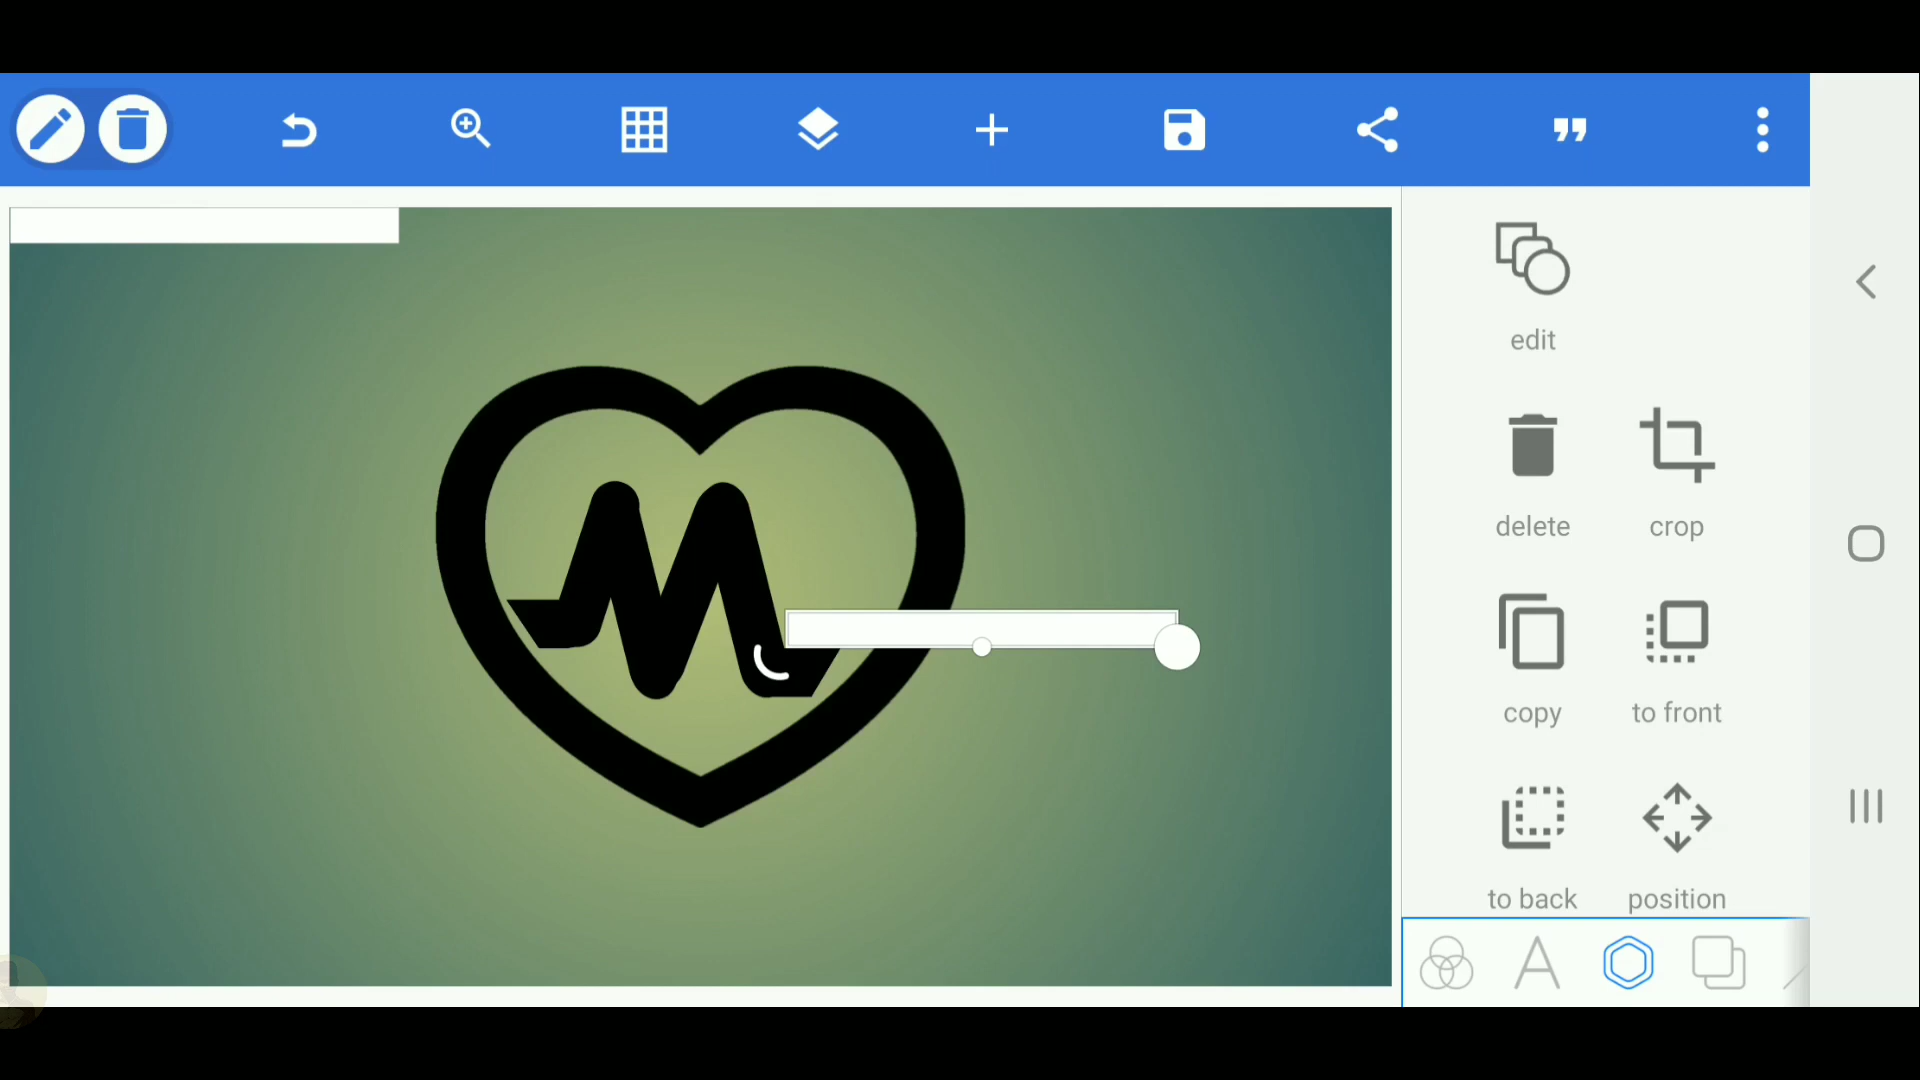 edit
delete
crop
copy
to front
to back
position
M